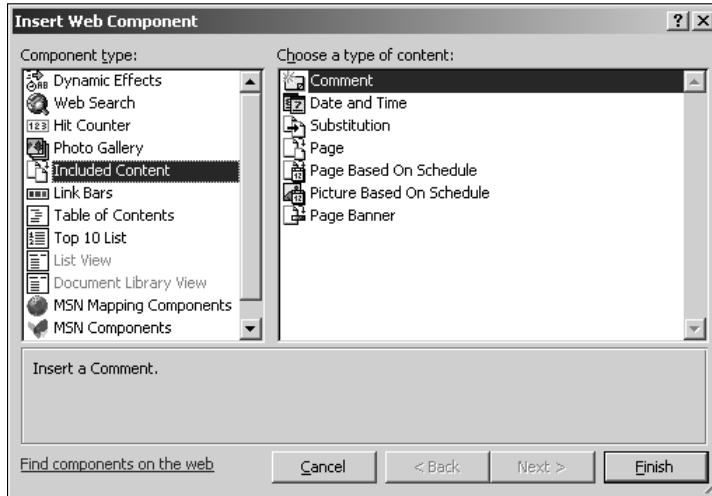 Insert Web Component
Component type:
Dynamic Effects
Web Search
Hit Counter
Photo Gallery
Included Content
Link Bars
Table of Contents
Top 10 List
List View
Document Library View
MSN Mapping Components
MSN Components
Choose a type of content:
Comment
Date and Time
Substitution
Page
Page Based On Schedule
Picture Based On Schedule
Page Banner
Insert a Comment.
Find components on the web
Cancel
< Back
Next >
Finish